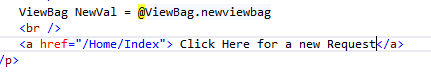 ViewBag NewVal = @ViewBag.newviewbag
<br />
<a href="/Home/Index"> Click Here for a new Request</a>
/p>